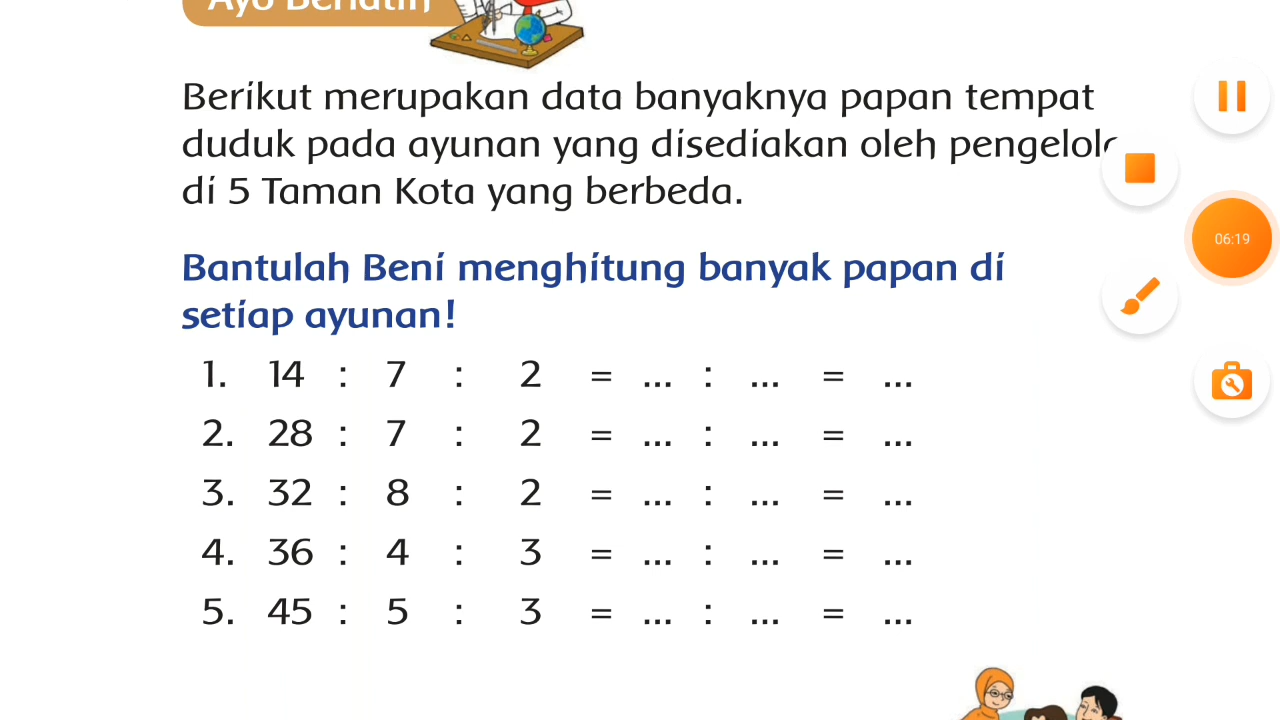 Ayo Berlatih
Berikut merupakan data banyaknya papan tempat
duduk pada ayunan yang disediakan oleh
di 5 Taman Kota yang berbeda.
Bantulah Beni menghitung banyak papan di
setiap ayunan!
1. 14 : 7 : 2 = ... : ... = ...
2. 28 : 7 : 2 = ... : ... = ...
3. 32 : 8 : 2 = ... : ... = ...
4. 36 : 4 : 3 = ... : ... = ...
5. 45 : 5 : 3 = ... : ... = ...
06:19